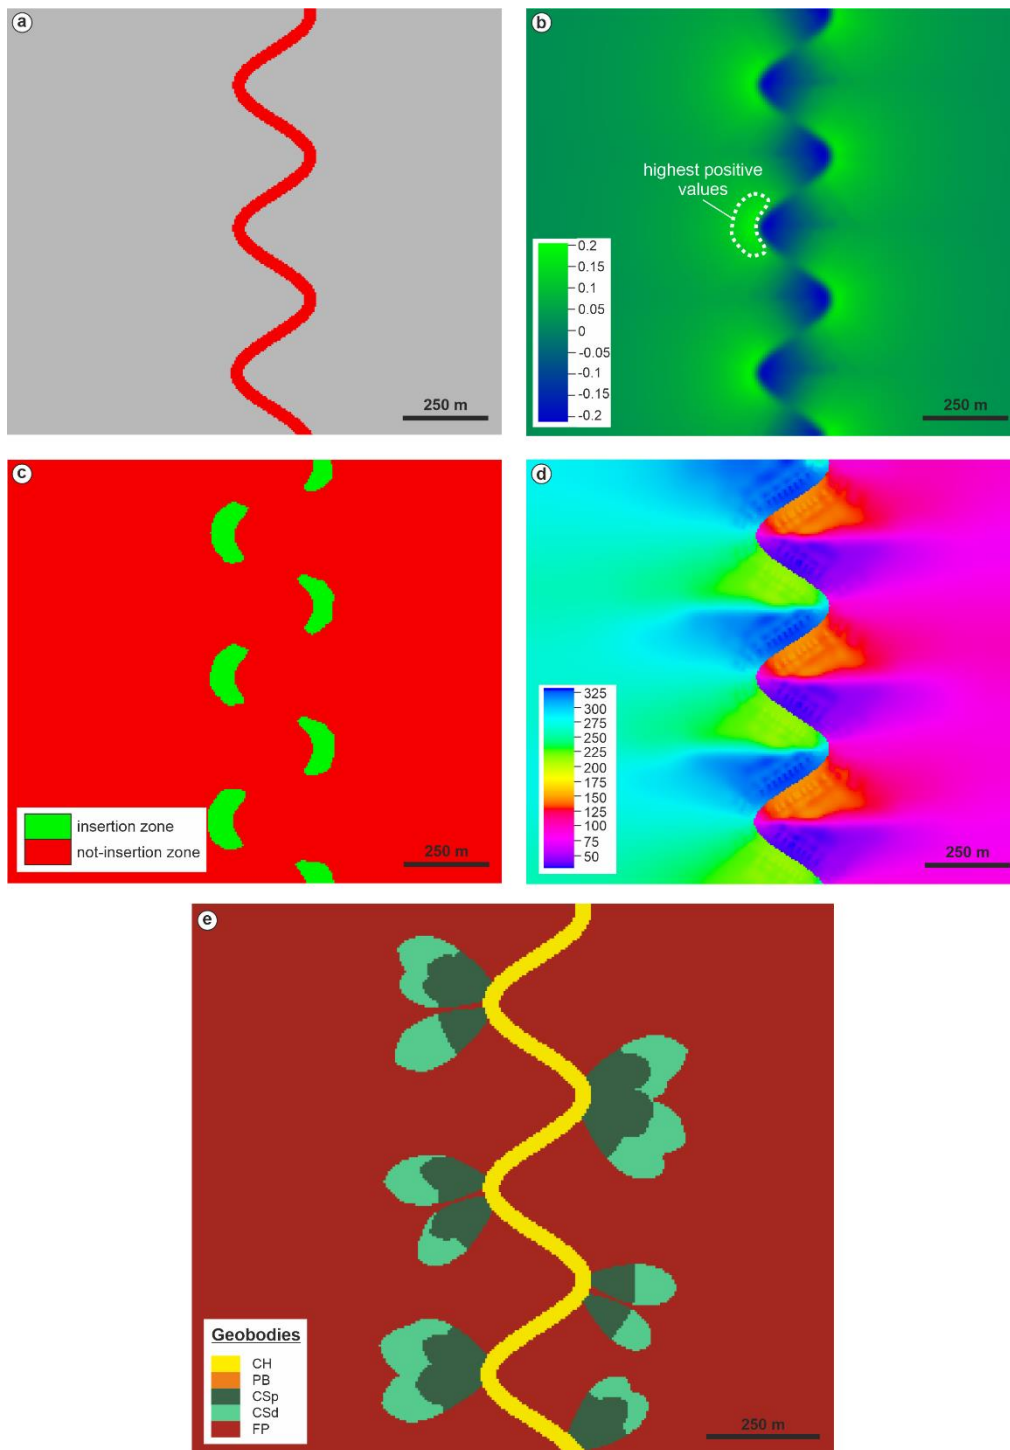 a
250 m
b
highest positive
values
0.2
0.15
0.1
0.05
0
-0.05
-0.1
-0.15
-0.2
250 m
c
insertion zone
not-insertion zone
250 m
d
325
300
275
250
225
200
175
150
125
100
75
50
250 m
e
Geobodies
CH
PB
CSp
CSd
FP
250 m